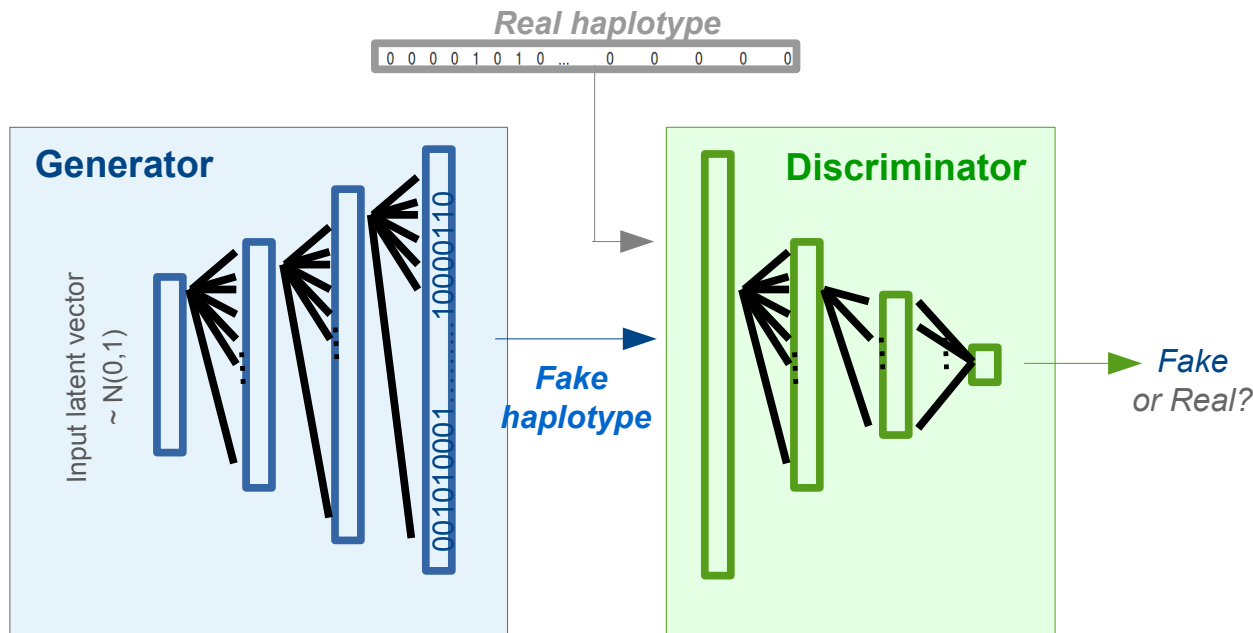 Real haplotype
0 0 0 0 1 0 1 0 ... 0 0 0 0 0
Generator
Discriminator
Input latent vector
~ N(0,1)
001010001........10000110
Fake
haplotype
Fake
or Real?